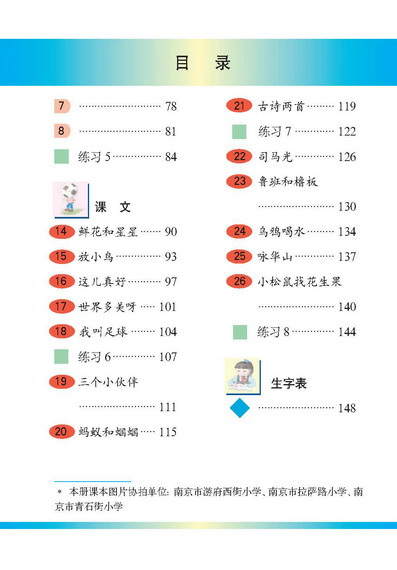 目 录
7 ………………………… 78
8 ………………………… 81
练习 5 …………… 84
课 文
14 鲜花和星星 …… 90
15 放小鸟 ………… 93
16 这儿真好 ……… 97
17 世界多美呀 …… 101
18 我叫足球 ……… 104
练习 6 …………… 107
19 三个小伙伴
……………………… 111
20 蚂蚁和蝈蝈 …… 115
21 古诗两首 ……… 119
练习 7 …………… 122
22 司马光 ………… 126
23 鲁班和橹板
……………………… 130
24 乌鸦喝水 ……… 134
25 咏华山 ………… 137
26 小松鼠找花生果
……………………… 140
练习 8 …………… 144
生字表
……………………… 148
* 本册课本图片协拍单位:南京市游府西街小学、南京市拉萨路小学、南
京市青石街小学